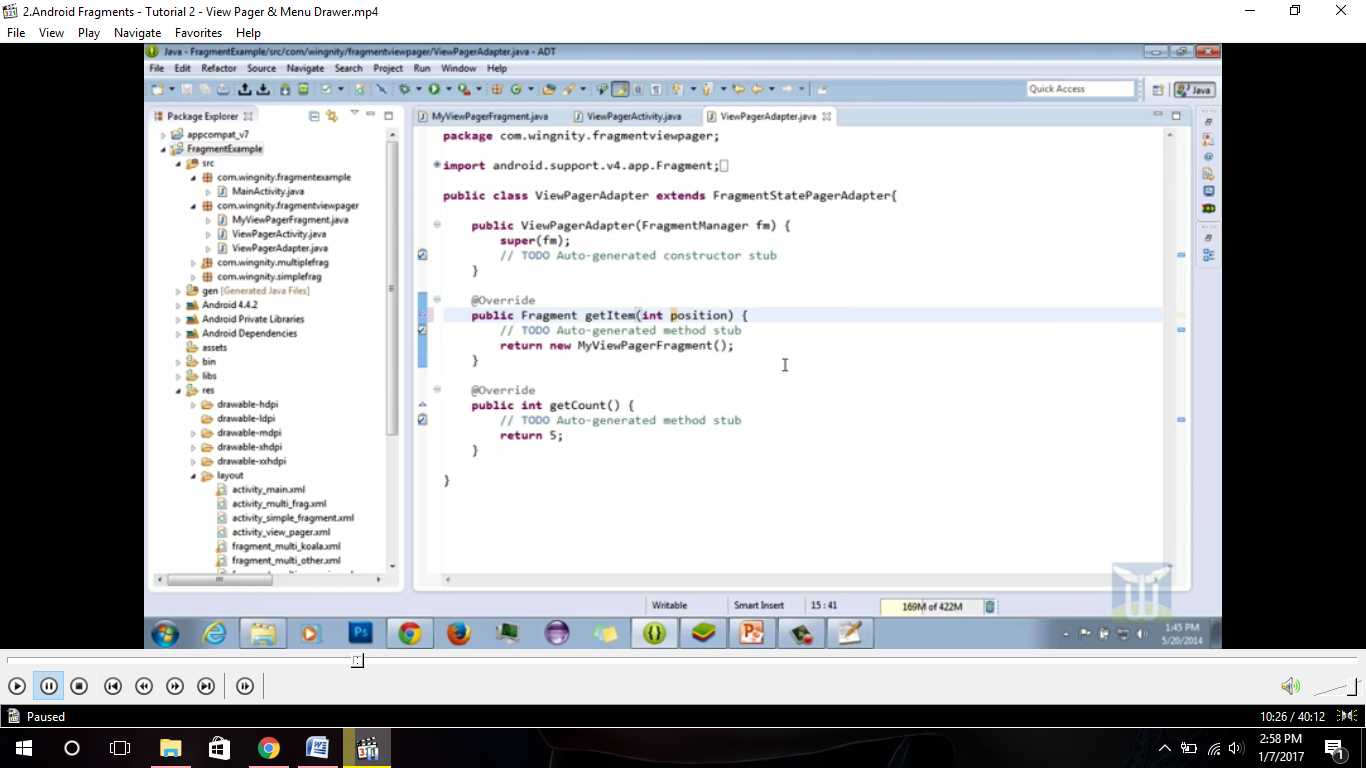 2.Android Fragments - Tutorial 2 - View Pager & Menu Drawer.mp4
File View Play Navigate Favorites Help
Java - FragmentExample/src/com/wingnity/fragmentviewpager/ViewPagerAdapter.java - ADT
File Edit Refactor Source Navigate Search Project Run Window Help
Quick Access
Java
Package Explorer
appcompat_v7
FragmentExample
src
com.wingnity.fragmentexample
MainActivity.java
com.wingnity.fragmentviewpager
MyViewPagerFragment.java
ViewPagerActivity.java
ViewPagerAdapter.java
com.wingnity.multiplefrag
com.wingnity.simplefrag
gen [Generated Java Files]
Android 4.4.2
Android Private Libraries
Android Dependencies
assets
bin
libs
res
drawable-hdpi
drawable-ldpi
drawable-mdpi
drawable-xhdpi
drawable-xxhdpi
layout
activity_main.xml
activity_multi_frag.xml
activity_simple_fragment.xml
activity_view_pager.xml
fragment_multi_koala.xml
fragment_multi_other.xml
MyViewPagerFragment.java ViewPagerActivity.java ViewPagerAdapter.java
package com.wingnity.fragmentviewpager;
import android.support.v4.app.Fragment;
public class ViewPagerAdapter extends FragmentStatePagerAdapter{
public ViewPagerAdapter(FragmentManager fm) {
super(fm);
// TODO Auto-generated constructor stub
}
@Override
public Fragment getItem(int position) {
// TODO Auto-generated method stub
return new MyViewPagerFragment();
}
@Override
public int getCount() {
// TODO Auto-generated method stub
return 5;
}
}
Writable Smart Insert 15 : 41 169M of 422M
Ps
1:45 PM
5/20/2014
Paused
10:26 / 40:12
2:58 PM
1/7/2017
1